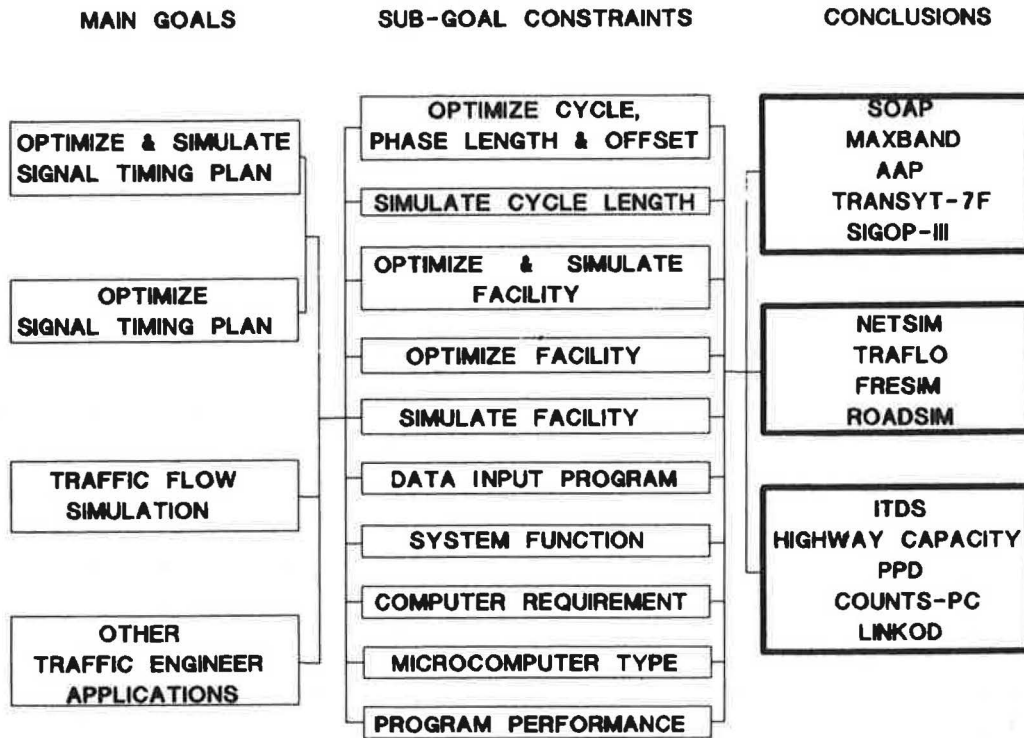 MAIN GOALS
SUB-GOAL CONSTRAINTS
CONCLUSIONS
OPTIMIZE & SIMULATE
SIGNAL TIMING PLAN
OPTIMIZE
SIGNAL TIMING PLAN
TRAFFIC FLOW
SIMULATION
OTHER
TRAFFIC ENGINEER
APPLICATIONS
OPTIMIZE CYCLE,
PHASE LENGTH & OFFSET
SIMULATE CYCLE LENGTH
OPTIMIZE & SIMULATE
FACILITY
OPTIMIZE FACILITY
SIMULATE FACILITY
DATA INPUT PROGRAM
SYSTEM FUNCTION
COMPUTER REQUIREMENT
MICROCOMPUTER TYPE
PROGRAM PERFORMANCE
SOAP
MAXBAND
AAP
TRANSYT-7F
SIGOP-III
NETSIM
TRAFLO
FRESIM
ROADSIM
ITDS
HIGHWAY CAPACITY
PPD
COUNTS-PC
LINKOD